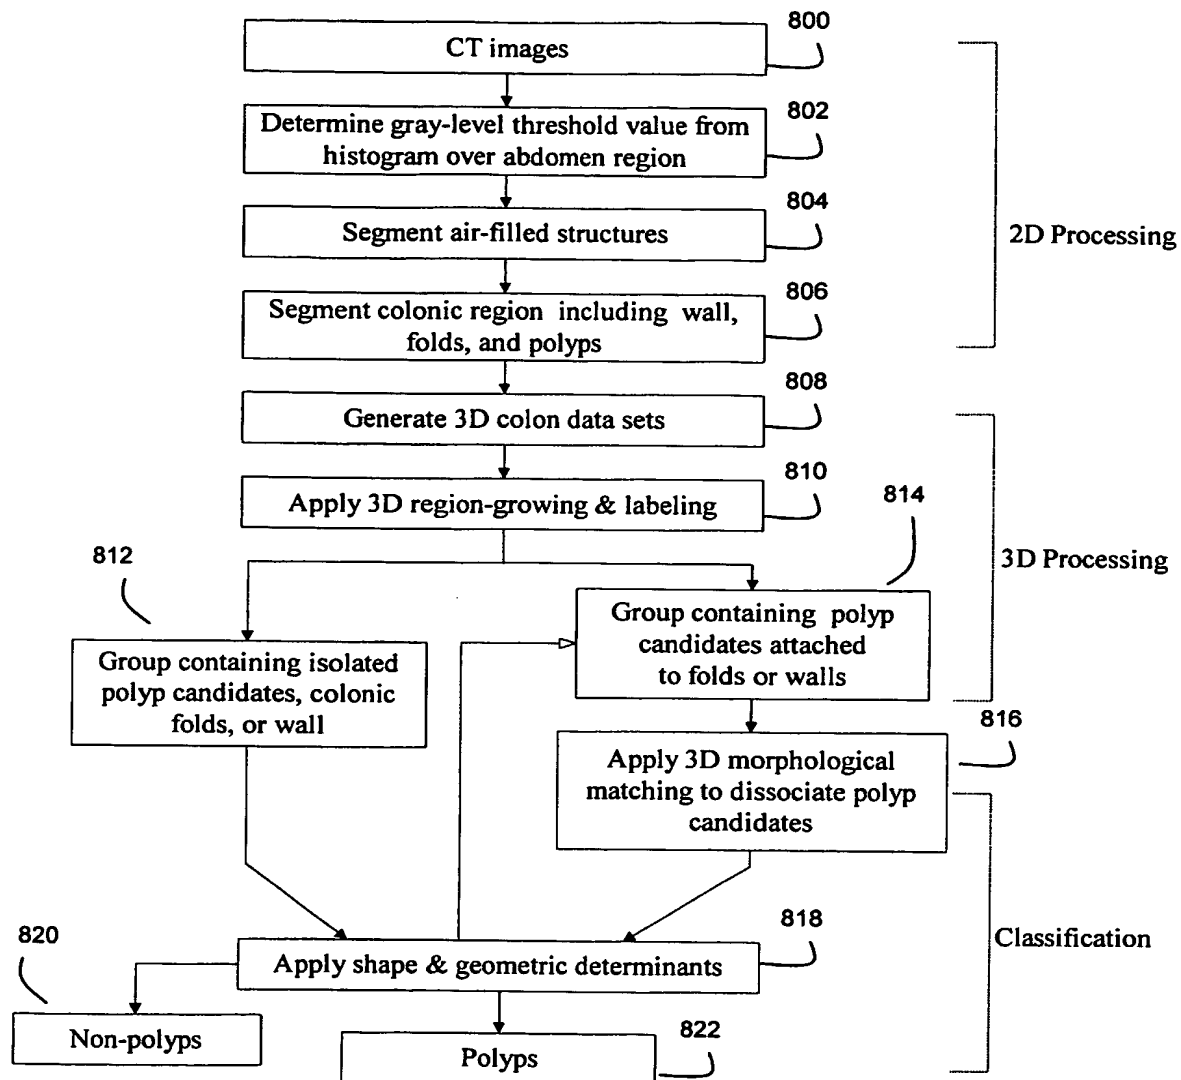 800
CT images
802
Determine gray-level threshold value from
histogram over abdomen region
804
Segment air-filled structures
2D Processing
806
Segment colonic region including wall,
folds, and polyps
808
Generate 3D colon data sets
810
Apply 3D region-growing & labeling
814
3D Processing
812
Group containing polyp
candidates attached
to folds or walls
Group containing isolated
polyp candidates, colonic
folds, or wall
816
Apply 3D morphological
matching to dissociate polyp
candidates
818
Classification
820
Apply shape & geometric determinants
Non-polyps
822
Polyps